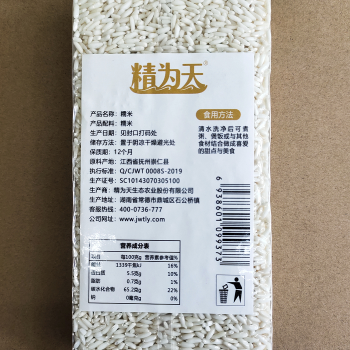 精为天
产品名称：糯米
产品配料：糯米
生产日期：见封口打码处
储存方法：置于阴凉干燥避光处
保质期：12个月
原料产地：江西省抚州崇仁县
执行标准：Q/CJWT 0008S-2019
生产许可证：SC10143070305100
生产商：精为天生态农业股份有限公司
地址：湖南省常德市鼎城区石公桥镇
客服热线：400-0736-777
公司网址：www.jwtly.com
食用方法
清水洗净后可煮
粥、煲饭或与其他
食材结合做成喜爱
的甜点与美食
6938601099373
营养成分表
项目 每100克(g) 营养素参考值%
能量 1339千焦(kJ) 16%
蛋白质 5.5克(g) 10%
脂肪 0.7克(g) 1%
碳水化合物 65.2克(g) 22%
钠 0毫克(g) 0%